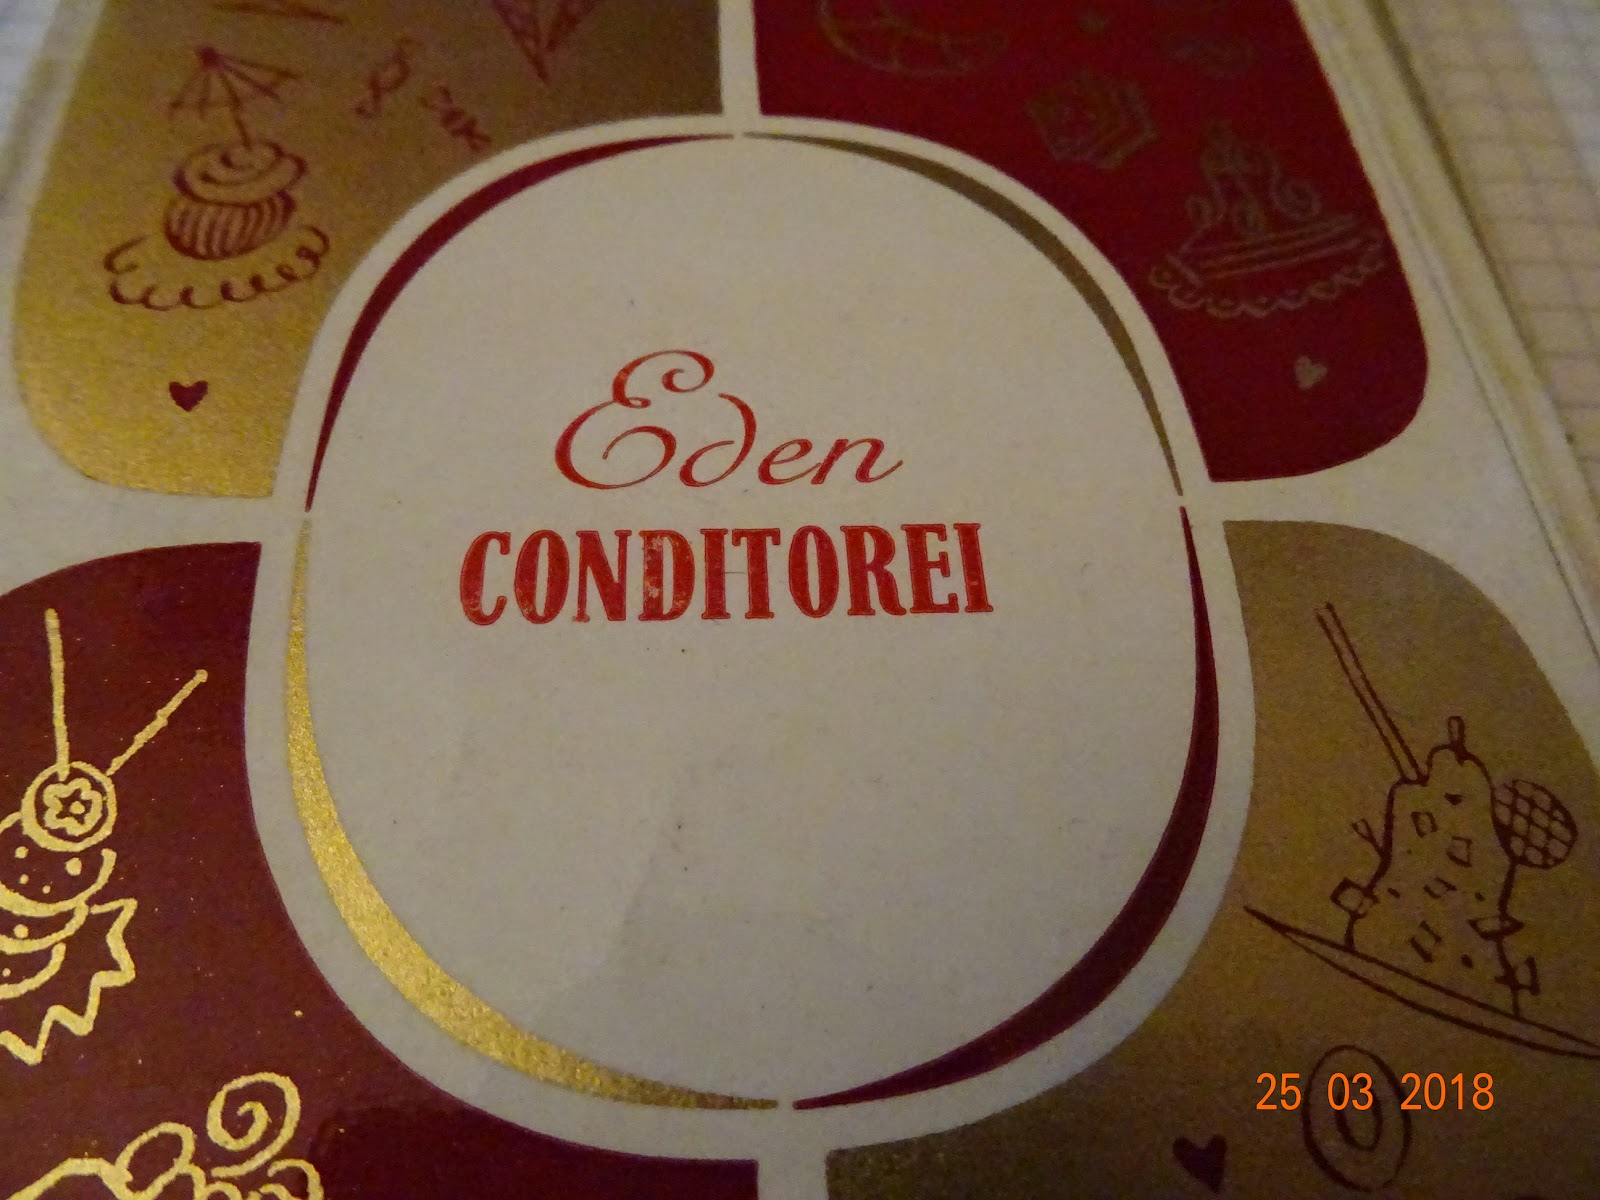 Eden
CONDITOREI
25 03 2018